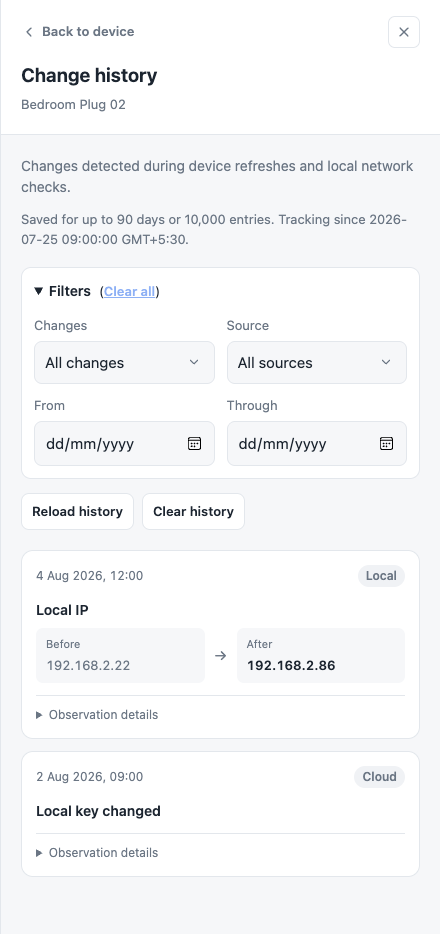 Back to device
Change history
Bedroom Plug 02
Changes detected during device refreshes and local network
checks.
Saved for up to 90 days or 10,000 entries. Tracking since 2026-
07-25 09:00:00 GMT+5:30.
Filters (Clear all)
Changes Source
All changes All sources
From Through
dd/mm/yyyy dd/mm/yyyy
Reload history Clear history
4 Aug 2026, 12:00 Local
Local IP
Before After
192.168.2.22 → 192.168.2.86
Observation details
2 Aug 2026, 09:00 Cloud
Local key changed
Observation details